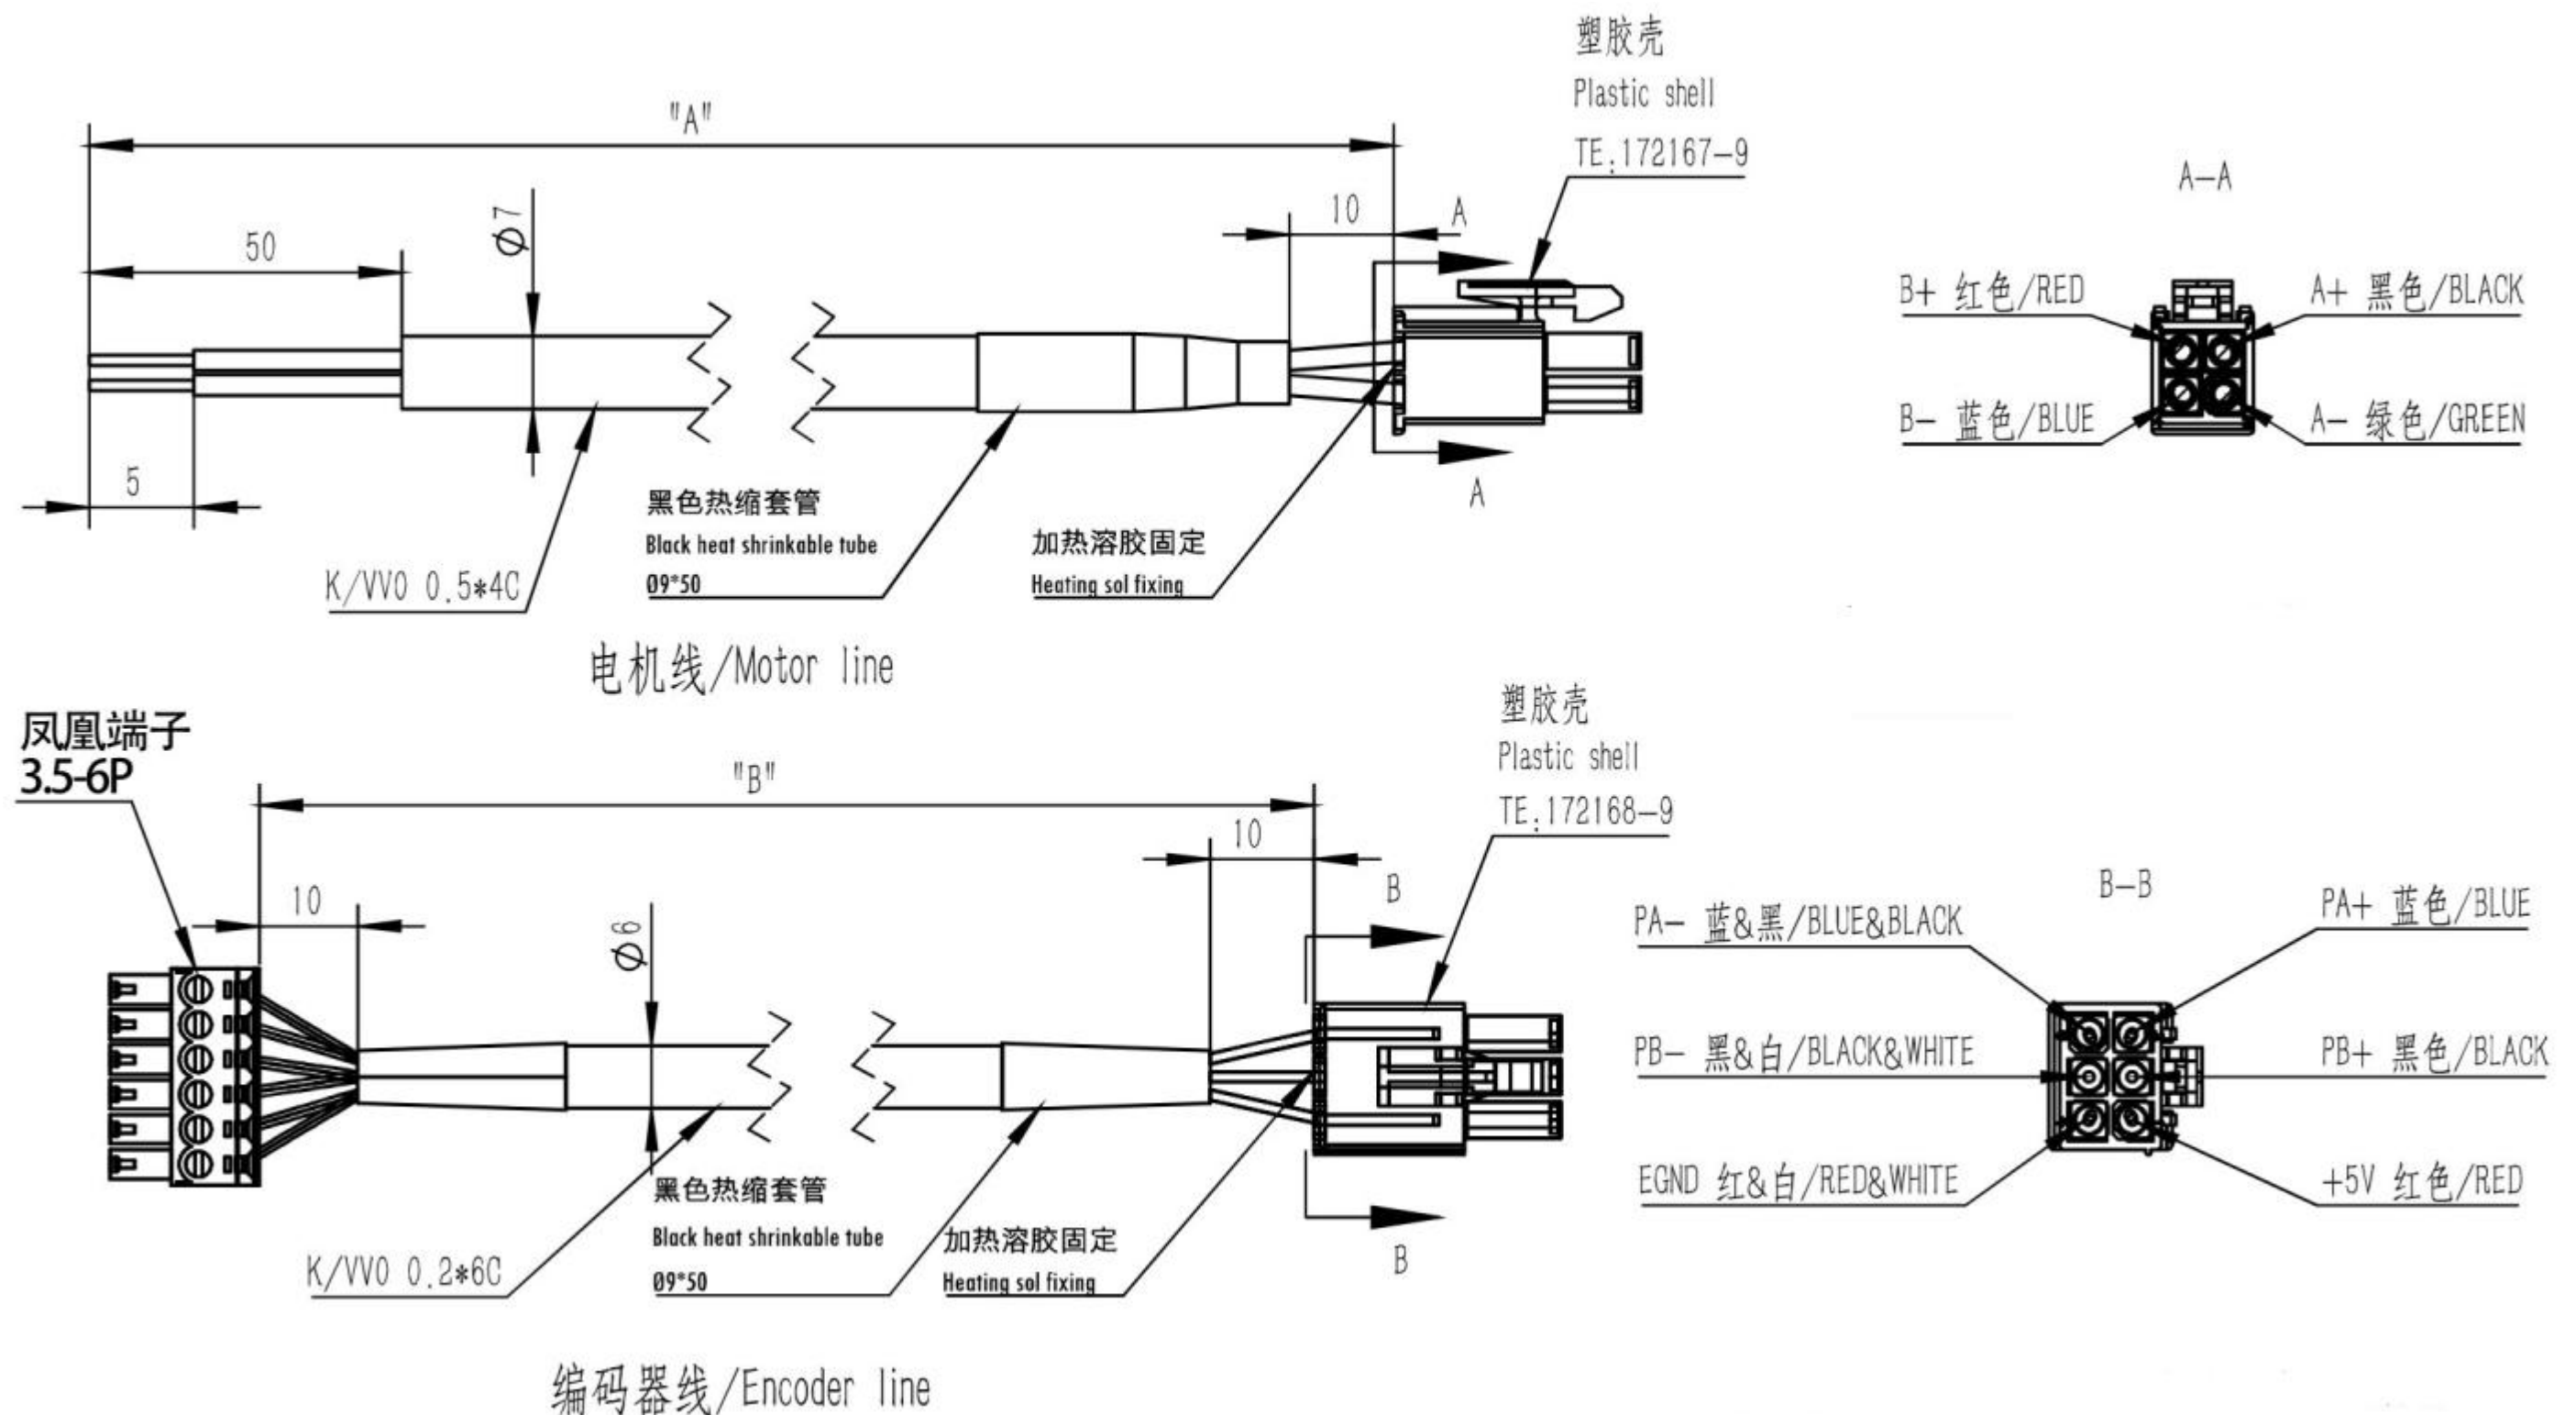 塑胶壳
Plastic shell
TE:172167-9
"A"
50
Ø7
10
A
5
A
K/VVO 0.5*4C
黑色热缩套管
Black heat shrinkable tube
Ø9*50
加热溶胶固定
Heating sol fixing
A-A
B+ 红色/RED
A+ 黑色/BLACK
B- 蓝色/BLUE
A- 绿色/GREEN
电机线/Motor line
凤凰端子
3.5-6P
塑胶壳
Plastic shell
TE:172168-9
"B"
10
10
Ø6
B
B
K/VVO 0.2*6C
黑色热缩套管
Black heat shrinkable tube
Ø9*50
加热溶胶固定
Heating sol fixing
B-B
PA- 蓝&黑/BLUE&BLACK
PA+ 蓝色/BLUE
PB- 黑&白/BLACK&WHITE
PB+ 黑色/BLACK
EGND 红&白/RED&WHITE
+5V 红色/RED
编码器线/Encoder line